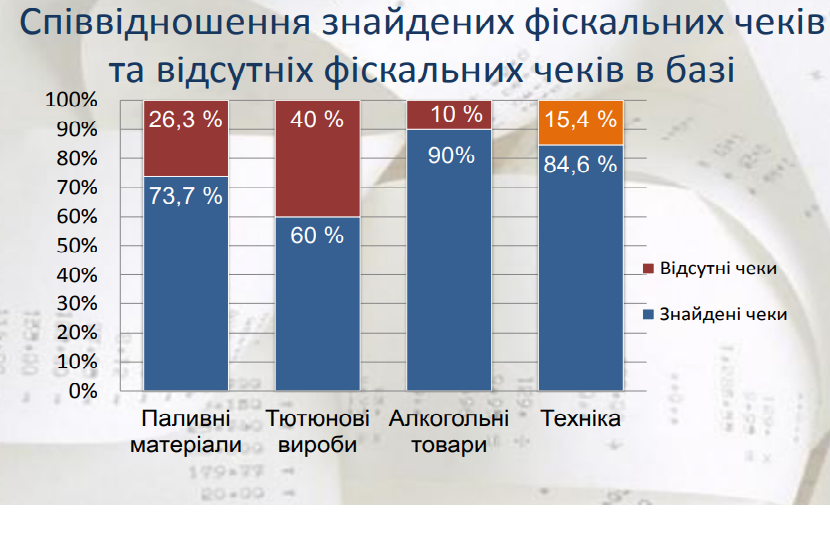 Співвідношення знайдених фіскальних чеків
та відсутніх фіскальних чеків в базі
100%
90%
80%
70%
60%
50%
40%
30%
20%
10%
0%
26,3 %
40 %
10 %
15,4 %
73,7 %
60 %
90%
84,6 %
Відсутні чеки
Знайдені чеки
Паливні
матеріали
Тютюнові
вироби
Алкогольні
товари
Техніка